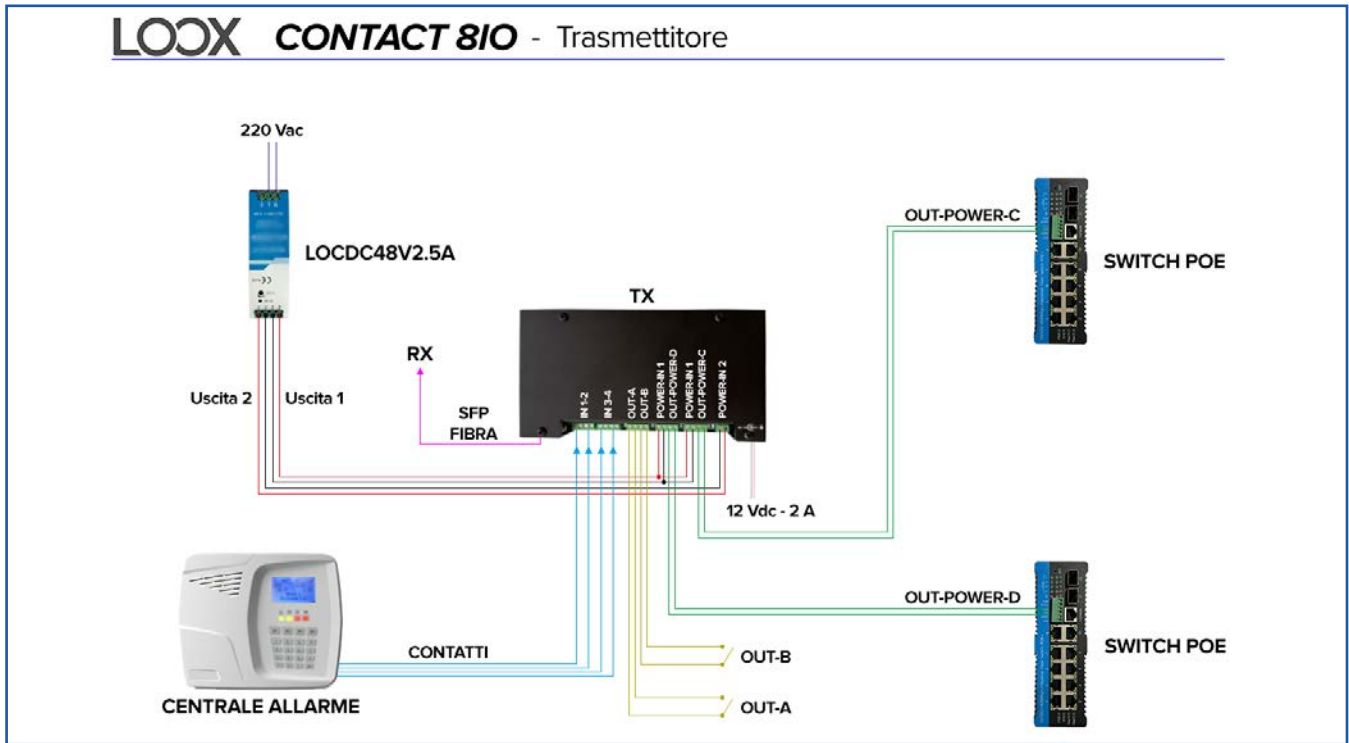 LOOX CONTACT 8IO - Trasmettitore
220 Vac
LOCDC48V2.5A
Uscita 2
Uscita 1
RX
SFP
FIBRA
TX
IN 1-2
IN 3-4
OUT-A
OUT-B
POWER-IN 1
OUT-POWER-D
POWER-IN 1
OUT-POWER-C
POWER-IN 2
12 Vdc - 2 A
OUT-POWER-C
SWITCH POE
OUT-POWER-D
SWITCH POE
CONTATTI
OUT-B
OUT-A
CENTRALE ALLARME